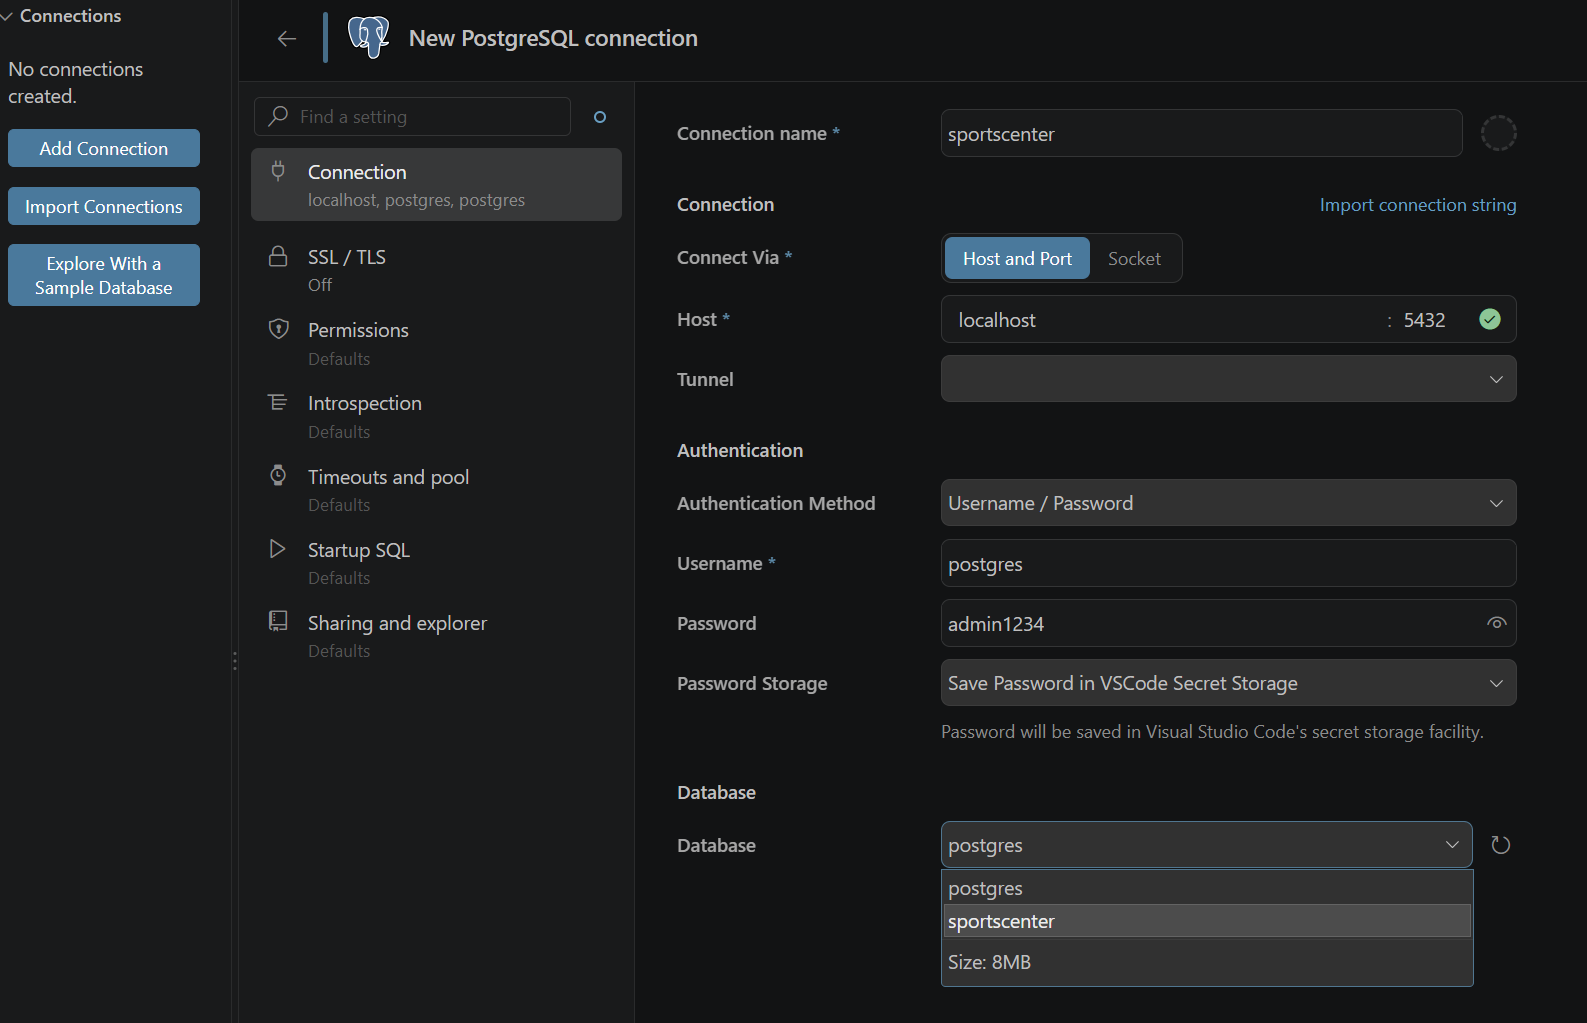 Connections
No connections
created.
Add Connection
Import Connections
Explore With a
Sample Database
New PostgreSQL connection
Find a setting
Connection
localhost, postgres, postgres
SSL / TLS
Off
Permissions
Defaults
Introspection
Defaults
Timeouts and pool
Defaults
Startup SQL
Defaults
Sharing and explorer
Defaults
Connection name *
sportscenter
Connection
Import connection string
Connect Via *
Host and Port
Socket
Host *
localhost : 5432
Tunnel
Authentication
Authentication Method
Username / Password
Username *
postgres
Password
admin1234
Password Storage
Save Password in VSCode Secret Storage
Password will be saved in Visual Studio Code's secret storage facility.
Database
Database
postgres
postgres
sportscenter
Size: 8MB